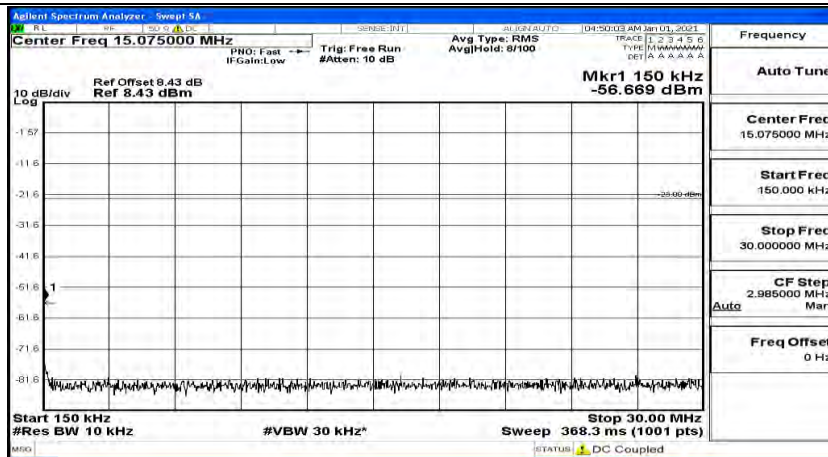 Agilent Spectrum Analyzer - Swept SA
RL RF 50 Ω DC SENSE:INT ALIGN AUTO 04:50:03 AM Jan 01, 2021
Center Freq 15.075000 MHz
PNO: Fast
IFGain:Low
Trig: Free Run
#Atten: 10 dB
Avg Type: RMS
Avg|Hold: 8/100
TRACE 1 2 3 4 5 6
TYPE M WWWWW
DET A A A A A A
Ref Offset 8.43 dB
10 dB/div Ref 8.43 dBm
Log
Mkr1 150 kHz
-56.669 dBm
-1.57
-11.6
-21.6
-31.6
-41.6
-51.6
-61.6
-71.6
-81.6
1
Start 150 kHz
#Res BW 10 kHz
#VBW 30 kHz*
Stop 30.00 MHz
Sweep 368.3 ms (1001 pts)
MSG
STATUS DC Coupled
Frequency
Auto Tune
Center Freq
15.075000 MHz
Start Freq
150.000 kHz
Stop Freq
30.000000 MHz
CF Step
2.985000 MHz
Auto Man
Freq Offset
0 Hz